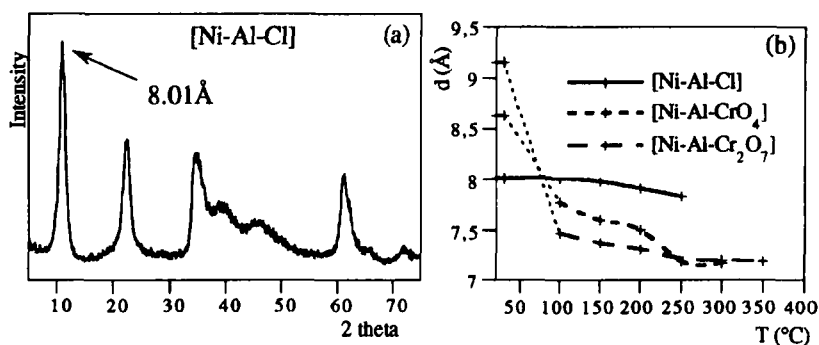 [Ni-Al-Cl]
(a)
8.01Å
Intensity
10 20 30 40 50 60 70
2 theta
(b)
d (Å)
9,5
9
8,5
8
7,5
7
[Ni-Al-Cl]
[Ni-Al-CrO4]
[Ni-Al-Cr2O7]
50 100 150 200 250 300 350 400
T (°C)